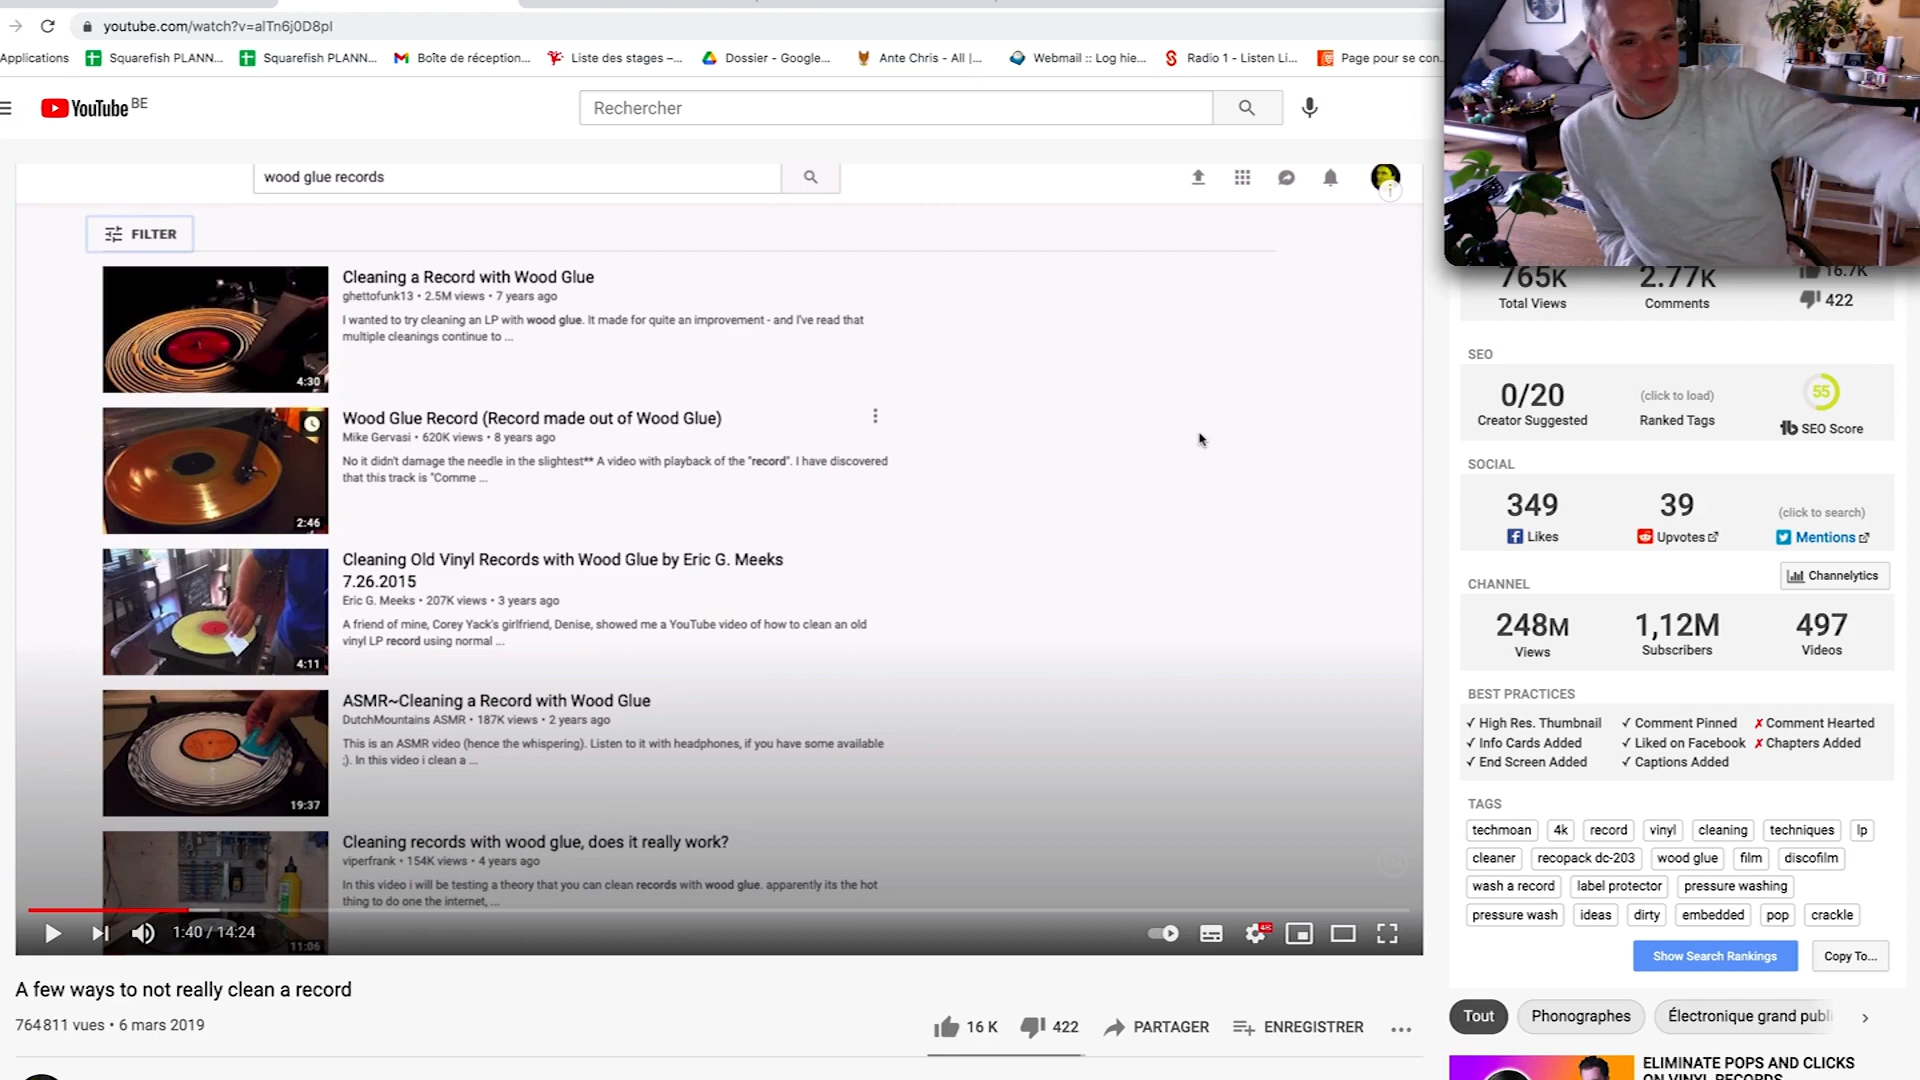 youtube.com/watch?v=alTn6j0D8pI
Applications
Squarefish PLANN...
Squarefish PLANN...
Boîte de réception...
Liste des stages –...
Dossier - Google...
Ante Chris - All |...
Webmail :: Log hie...
Radio 1 - Listen Li...
Page pour se con...
YouTube BE
Rechercher
wood glue records
FILTER
Cleaning a Record with Wood Glue
ghettofunk13 • 2.5M views • 7 years ago
I wanted to try cleaning an LP with wood glue. It made for quite an improvement - and I've read that
multiple cleanings continue to ...
4:30
Wood Glue Record (Record made out of Wood Glue)
Mike Gervasi • 620K views • 8 years ago
No it didn't damage the needle in the slightest** A video with playback of the "record". I have discovered
that this track is "Comme ...
2:46
Cleaning Old Vinyl Records with Wood Glue by Eric G. Meeks
7.26.2015
Eric G. Meeks • 207K views • 3 years ago
A friend of mine, Corey Yack's girlfriend, Denise, showed me a YouTube video of how to clean an old
vinyl LP record using normal ...
4:11
ASMR~Cleaning a Record with Wood Glue
DutchMountains ASMR • 187K views • 2 years ago
This is an ASMR video (hence the whispering). Listen to it with headphones, if you have some available
;). In this video i clean a ...
19:37
Cleaning records with wood glue, does it really work?
viperfrank • 154K views • 4 years ago
In this video i will be testing a theory that you can clean records with wood glue. apparently its the hot
thing to do one the internet, ...
11:06
1:40 / 14:24
4K
A few ways to not really clean a record
764 811 vues • 6 mars 2019
16 K
422
PARTAGER
ENREGISTRER
765K
Total Views
2.77K
Comments
16.7K
422
SEO
0/20
Creator Suggested
(click to load)
Ranked Tags
55
SEO Score
SOCIAL
349
Likes
39
Upvotes
(click to search)
Mentions
CHANNEL
Channelytics
248M
Views
1,12M
Subscribers
497
Videos
BEST PRACTICES
✓ High Res. Thumbnail ✓ Comment Pinned ✗ Comment Hearted
✓ Info Cards Added ✓ Liked on Facebook ✗ Chapters Added
✓ End Screen Added ✓ Captions Added
TAGS
techmoan 4k record vinyl cleaning techniques lp
cleaner recopack dc-203 wood glue film discofilm
wash a record label protector pressure washing
pressure wash ideas dirty embedded pop crackle
Show Search Rankings
Copy To...
Tout
Phonographes
Électronique grand publi
ELIMINATE POPS AND CLICKS
ON VINYL RECORDS